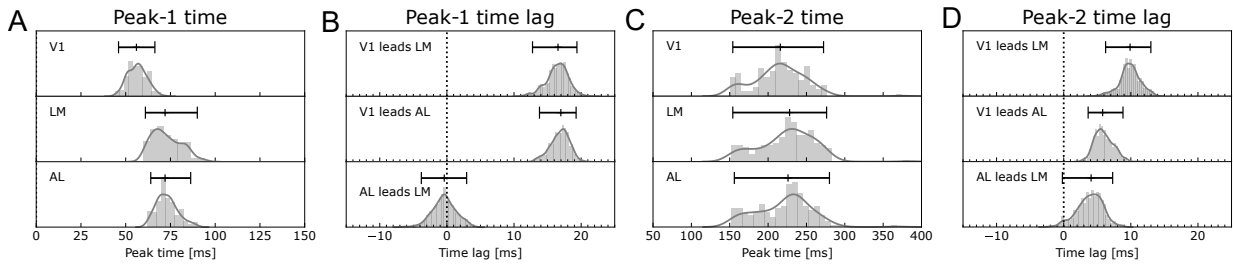 A
Peak-1 time
V1
LM
AL
0 25 50 75 100 125 150
Peak time [ms]
B
Peak-1 time lag
V1 leads LM
V1 leads AL
AL leads LM
−10 0 10 20
Time lag [ms]
C
Peak-2 time
V1
LM
AL
50 100 150 200 250 300 350 400
Peak time [ms]
D
Peak-2 time lag
V1 leads LM
V1 leads AL
AL leads LM
−10 0 10 20
Time lag [ms]